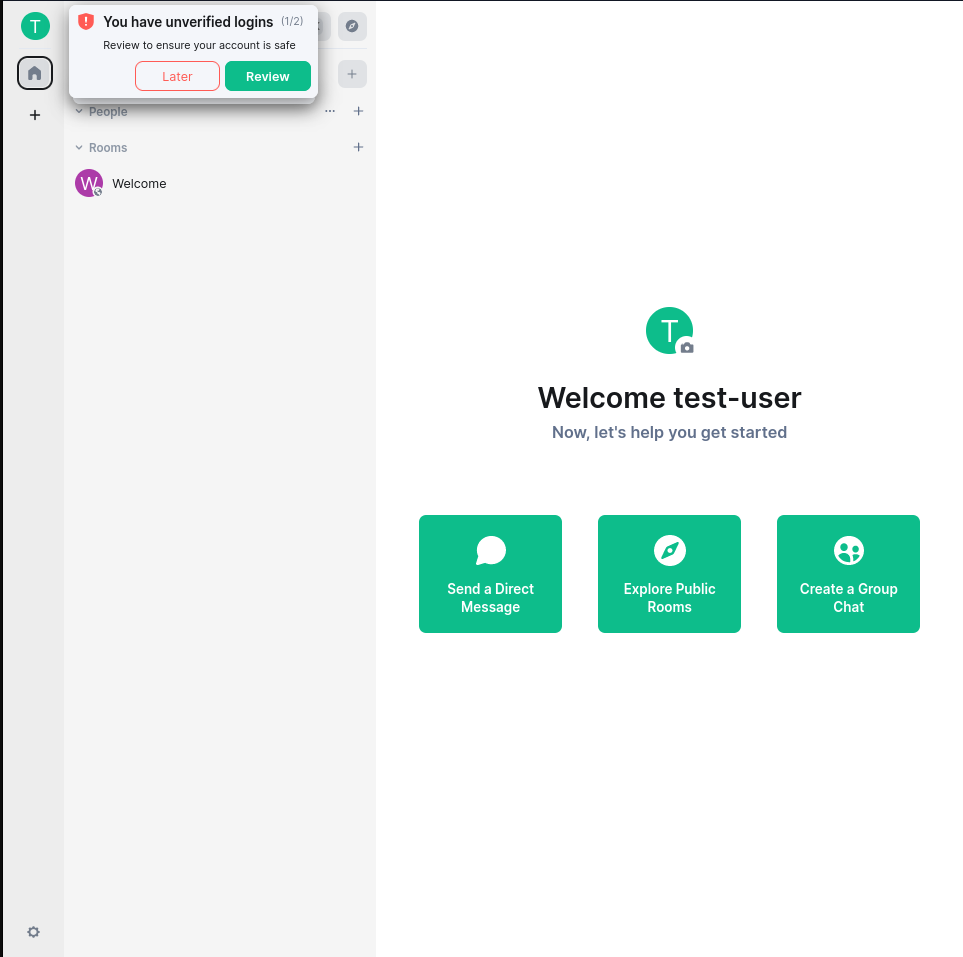 T
You have unverified logins (1/2)
Review to ensure your account is safe
Later
Review
People
Rooms
W
Welcome
T
Welcome test-user
Now, let's help you get started
Send a Direct
Message
Explore Public
Rooms
Create a Group
Chat